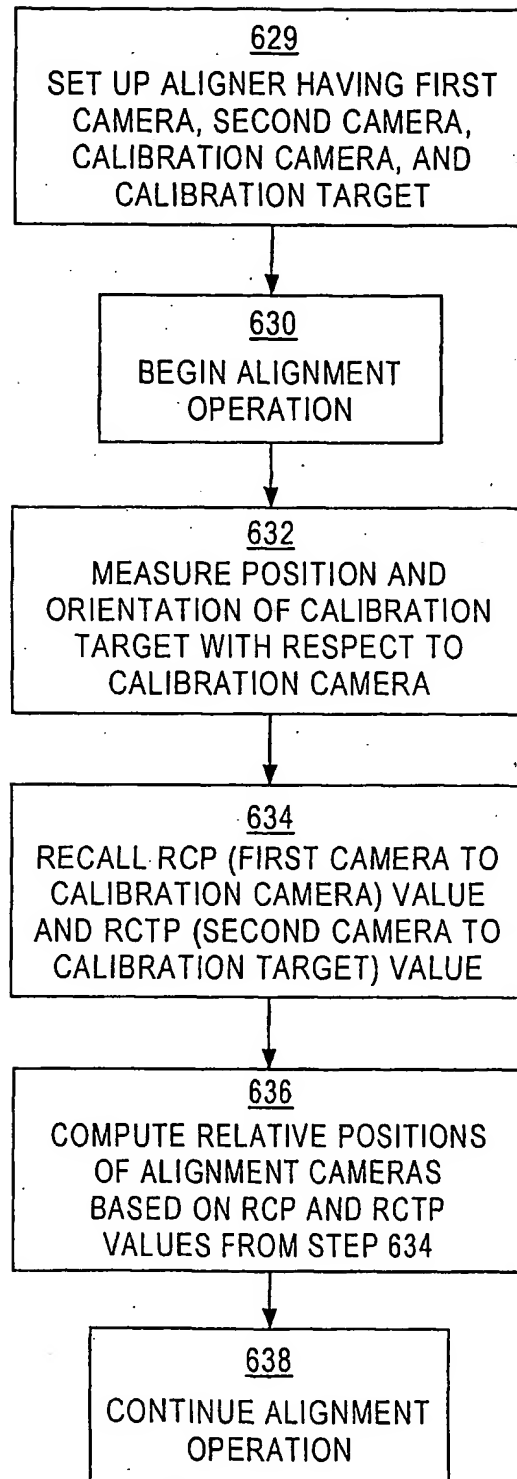 629
SET UP ALIGNER HAVING FIRST
CAMERA, SECOND CAMERA,
CALIBRATION CAMERA, AND
CALIBRATION TARGET
630
BEGIN ALIGNMENT
OPERATION
632
MEASURE POSITION AND
ORIENTATION OF CALIBRATION
TARGET WITH RESPECT TO
CALIBRATION CAMERA
634
RECALL RCP (FIRST CAMERA TO
CALIBRATION CAMERA) VALUE
AND RCTP (SECOND CAMERA TO
CALIBRATION TARGET) VALUE
636
COMPUTE RELATIVE POSITIONS
OF ALIGNMENT CAMERAS
BASED ON RCP AND RCTP
VALUES FROM STEP 634
638
CONTINUE ALIGNMENT
OPERATION